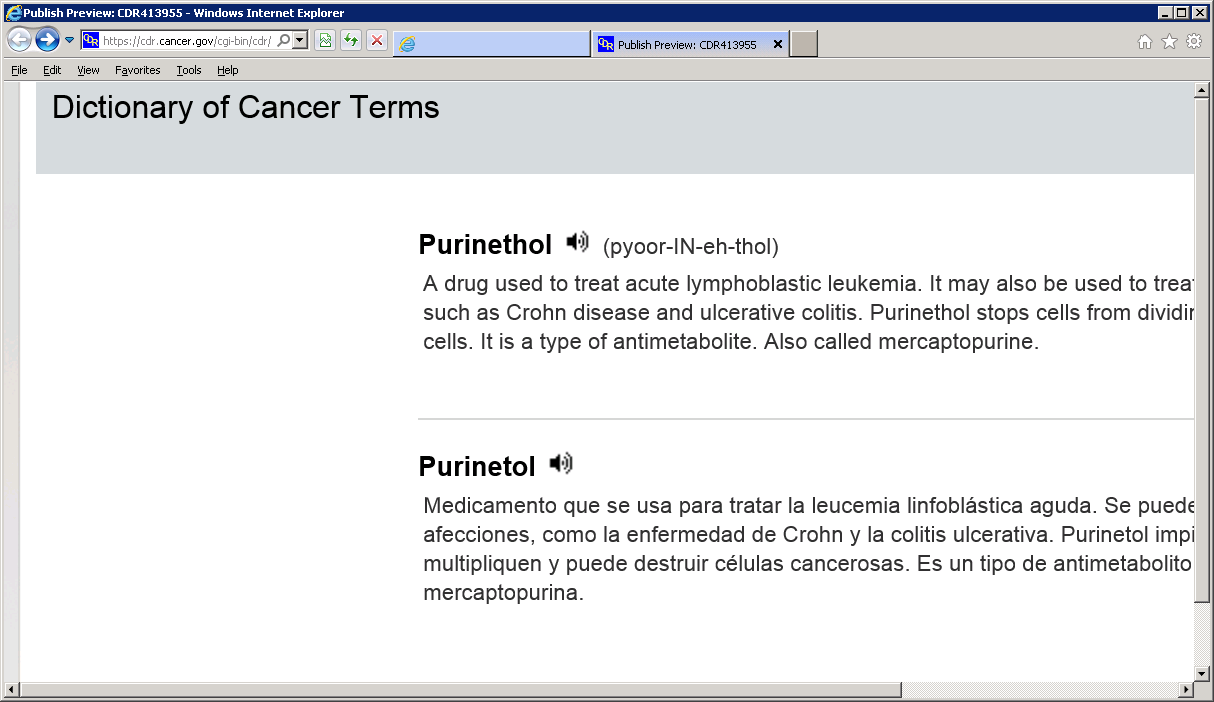 Publish Preview: CDR413955 - Windows Internet Explorer
CDR https://cdr.cancer.gov/cgi-bin/cdr/
CDR Publish Preview: CDR413955
File Edit View Favorites Tools Help
Dictionary of Cancer Terms
Purinethol (pyoor-IN-eh-thol)
A drug used to treat acute lymphoblastic leukemia. It may also be used to trea
such as Crohn disease and ulcerative colitis. Purinethol stops cells from dividi
cells. It is a type of antimetabolite. Also called mercaptopurine.
Purinetol
Medicamento que se usa para tratar la leucemia linfoblástica aguda. Se puede
afecciones, como la enfermedad de Crohn y la colitis ulcerativa. Purinetol impi
multipliquen y puede destruir células cancerosas. Es un tipo de antimetabolito
mercaptopurina.